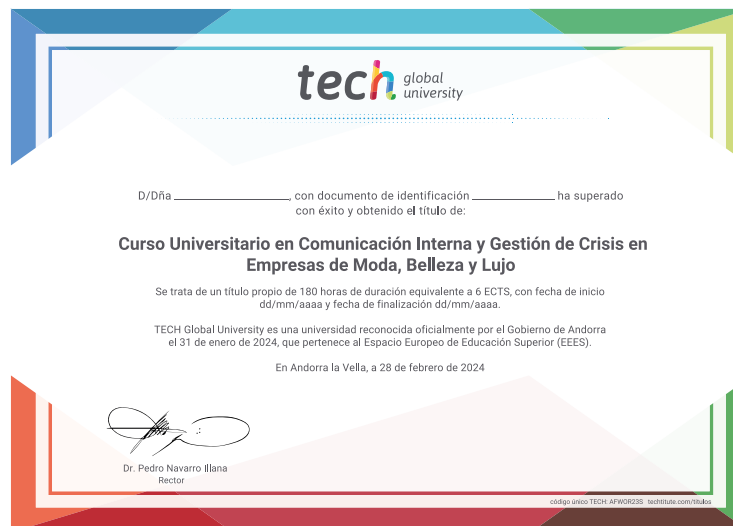 tech global university
D/Dña ____________________, con documento de identificación ______________ ha superado
con éxito y obtenido el título de:
Curso Universitario en Comunicación Interna y Gestión de Crisis en
Empresas de Moda, Belleza y Lujo
Se trata de un título propio de 180 horas de duración equivalente a 6 ECTS, con fecha de inicio
dd/mm/aaaa y fecha de finalización dd/mm/aaaa.
TECH Global University es una universidad reconocida oficialmente por el Gobierno de Andorra
el 31 de enero de 2024, que pertenece al Espacio Europeo de Educación Superior (EEES).
En Andorra la Vella, a 28 de febrero de 2024
Dr. Pedro Navarro Illana
Rector
código único TECH: AFWOR23S techtitute.com/titulos